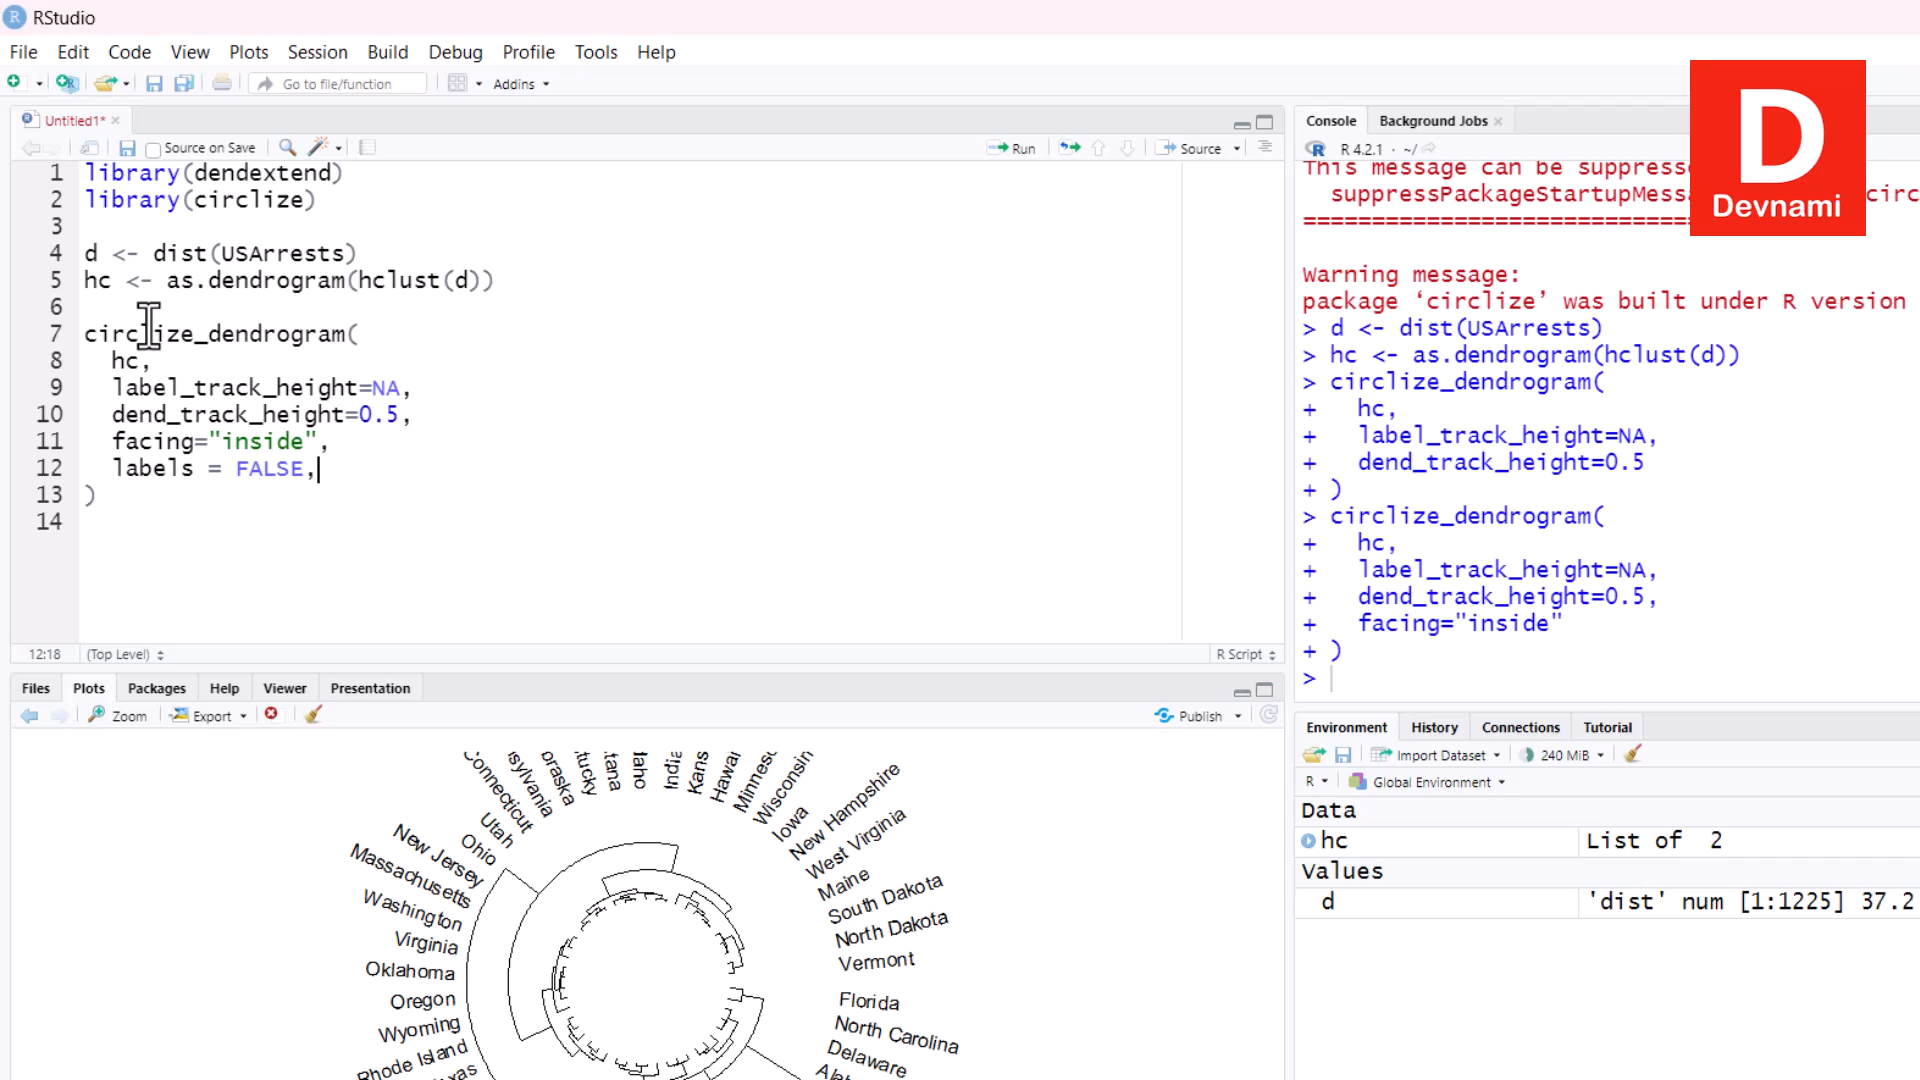 RStudio
File Edit Code View Plots Session Build Debug Profile Tools Help
Go to file/function Addins
Untitled1*
Source on Save Run Source
1 library(dendextend)
2 library(circlize)
3
4 d <- dist(USArrests)
5 hc <- as.dendrogram(hclust(d))
6
7 circlize_dendrogram(
8 hc,
9 label_track_height=NA,
10 dend_track_height=0.5,
11 facing="inside",
12 labels = FALSE,
13 )
14
12:18 (Top Level) R Script
Files Plots Packages Help Viewer Presentation
Zoom Export Publish
Connecticut
Utah
Ohio
New Jersey
Massachusetts
Washington
Virginia
Oklahoma
Oregon
Wyoming
Rhode Island
Hawai
Minnes
Wisconsin
Iowa
New Hampshire
West Virginia
Maine
South Dakota
North Dakota
Vermont
Florida
North Carolina
Delaware
Console Background Jobs
R 4.2.1 · ~/
This message can be suppress
suppressPackageStartupMess circ
Warning message:
package ‘circlize’ was built under R version
> d <- dist(USArrests)
> hc <- as.dendrogram(hclust(d))
> circlize_dendrogram(
+ hc,
+ label_track_height=NA,
+ dend_track_height=0.5
+ )
> circlize_dendrogram(
+ hc,
+ label_track_height=NA,
+ dend_track_height=0.5,
+ facing="inside"
+ )
>
D
Devnami
Environment History Connections Tutorial
Import Dataset 240 MiB
R Global Environment
Data
hc List of 2
Values
d 'dist' num [1:1225] 37.2